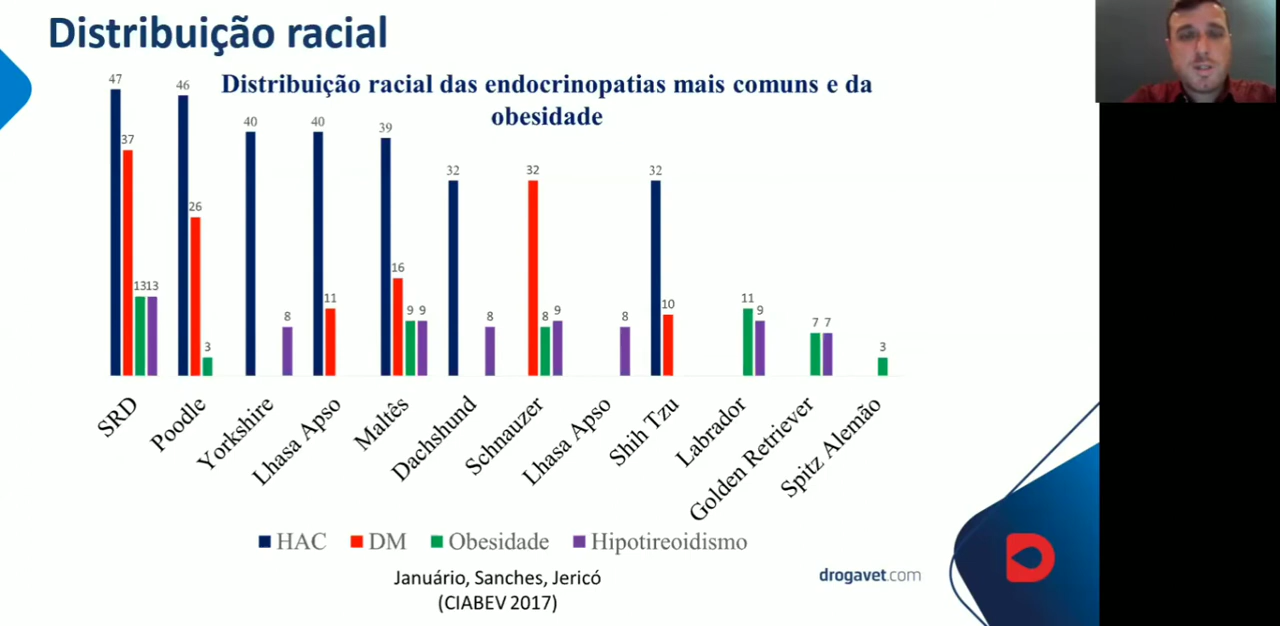 Distribuição racial
Distribuição racial das endocrinopatias mais comuns e da
obesidade
47
37
13
13
46
26
3
40
8
40
11
39
16
9
9
32
8
32
8
9
8
32
10
11
9
7
7
3
SRD
Poodle
Yorkshire
Lhasa Apso
Maltês
Dachshund
Schnauzer
Lhasa Apso
Shih Tzu
Labrador
Golden Retriever
Spitz Alemão
HAC DM Obesidade Hipotireoidismo
Januário, Sanches, Jericó
(CIABEV 2017)
drogavet.com